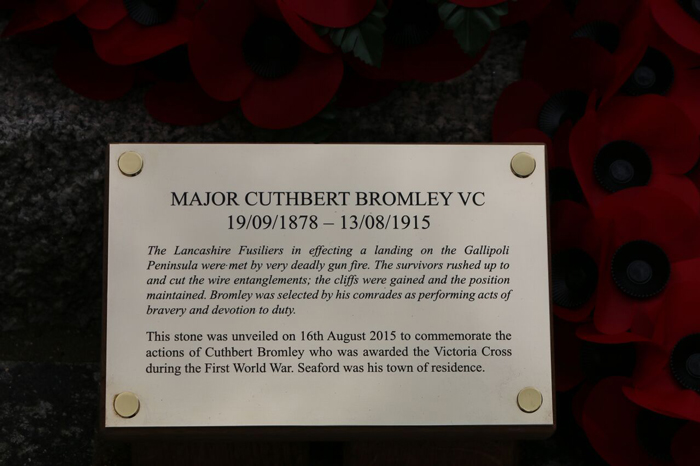 MAJOR CUTHBERT BROMLEY VC
19/09/1878 – 13/08/1915
The Lancashire Fusiliers in effecting a landing on the Gallipoli
Peninsula were met by very deadly gun fire. The survivors rushed up to
and cut the wire entanglements; the cliffs were gained and the position
maintained. Bromley was selected by his comrades as performing acts of
bravery and devotion to duty.
This stone was unveiled on 16th August 2015 to commemorate the
actions of Cuthbert Bromley who was awarded the Victoria Cross
during the First World War. Seaford was his town of residence.